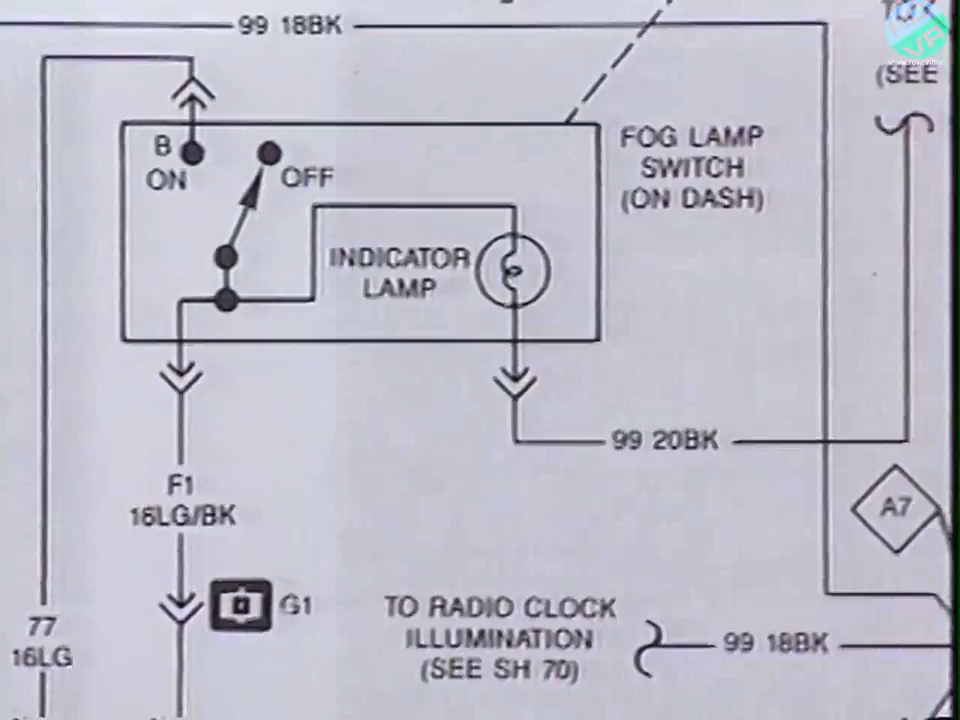 99 18BK
(SEE
B
ON
OFF
FOG LAMP
SWITCH
(ON DASH)
INDICATOR
LAMP
99 20BK
F1
16LG/BK
A7
G1
77
16LG
TO RADIO CLOCK
ILLUMINATION
(SEE SH 70)
99 18BK